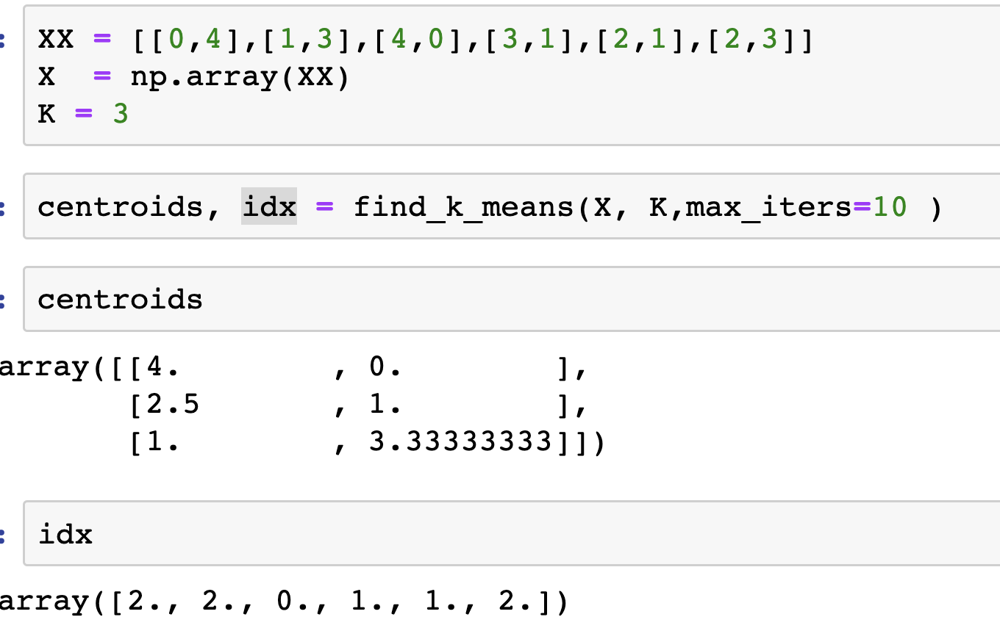 : XX = [[0,4],[1,3],[4,0],[3,1],[2,1],[2,3]]
X  = np.array(XX)
K = 3
: centroids, idx = find_k_means(X, K,max_iters=10 )
: centroids
array([[4.        , 0.        ],
       [2.5       , 1.        ],
       [1.        , 3.33333333]])
: idx
array([2., 2., 0., 1., 1., 2.])